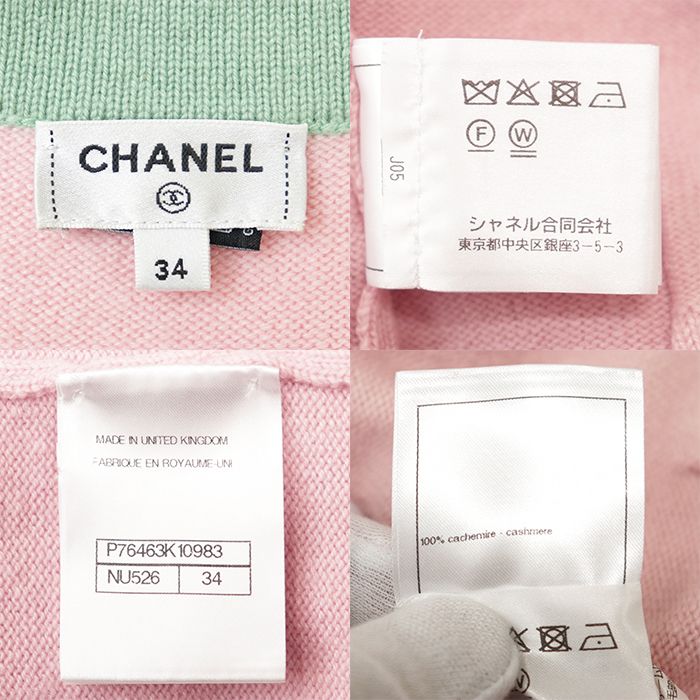 CHANEL
34
J05
F W
シャネル合同会社
東京都中央区銀座3-5-3
MADE IN UNITED KINGDOM
FABRIQUE EN ROYAUME-UNI
P76463K10983
NU526 34
100% cachemire - cashmere